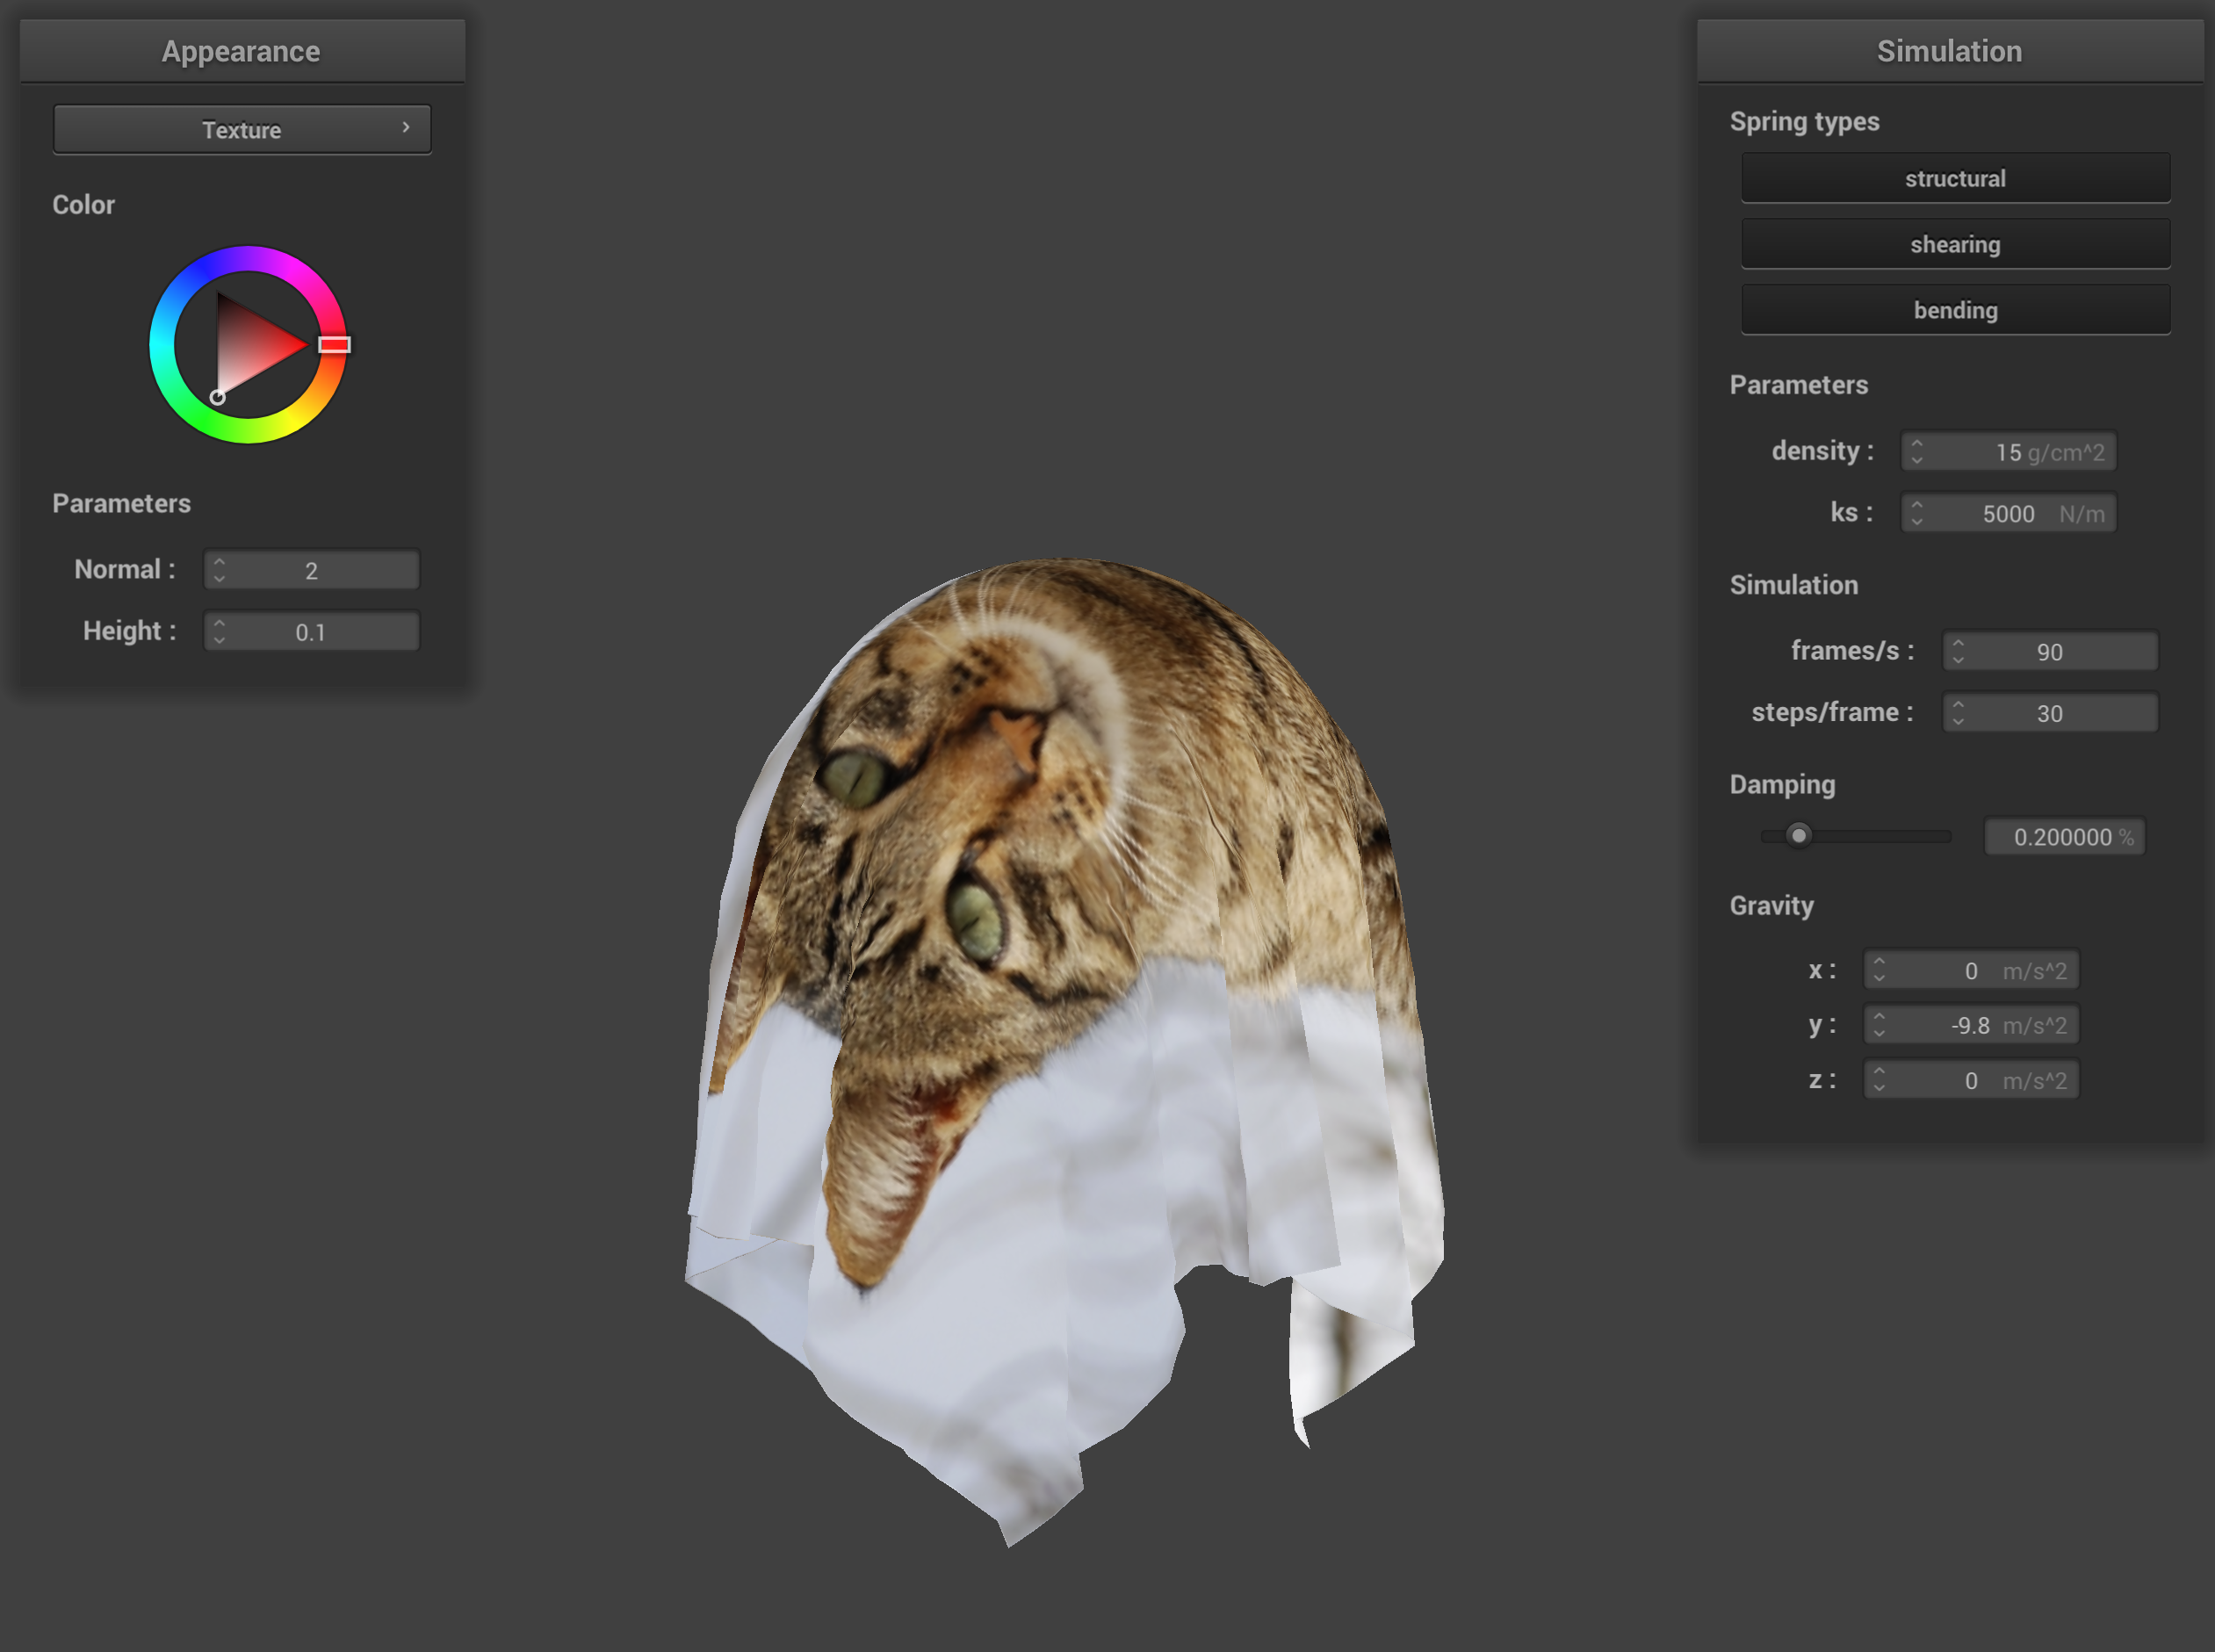 Appearance
Texture
Color
Parameters
Normal : 2
Height : 0.1
Simulation
Spring types
structural
shearing
bending
Parameters
density : 15 g/cm^2
ks : 5000 N/m
Simulation
frames/s : 90
steps/frame : 30
Damping
0.200000 %
Gravity
x : 0 m/s^2
y : -9.8 m/s^2
z : 0 m/s^2